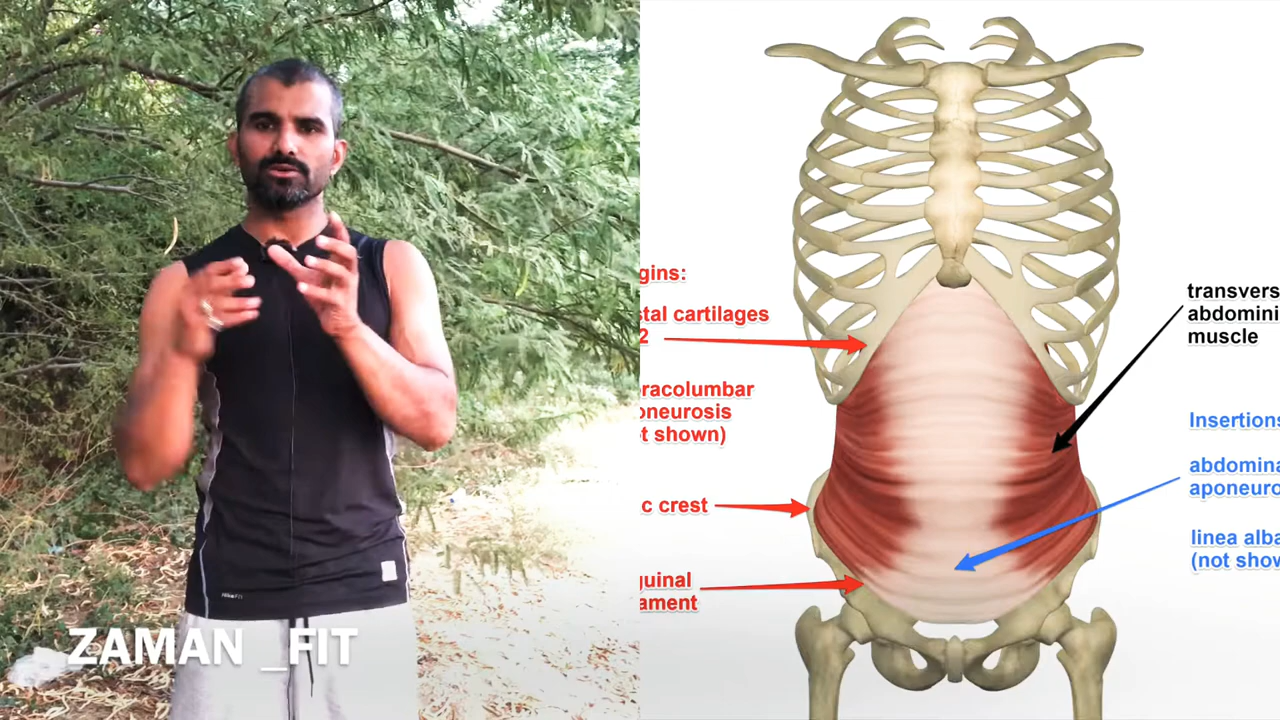 ZAMAN _FIT
gins:
stal cartilages
2
racolumbar
oneurosis
t shown)
c crest
guinal
ament
transvers
abdomini
muscle
Insertions
abdomina
aponeuro
linea alba
(not show